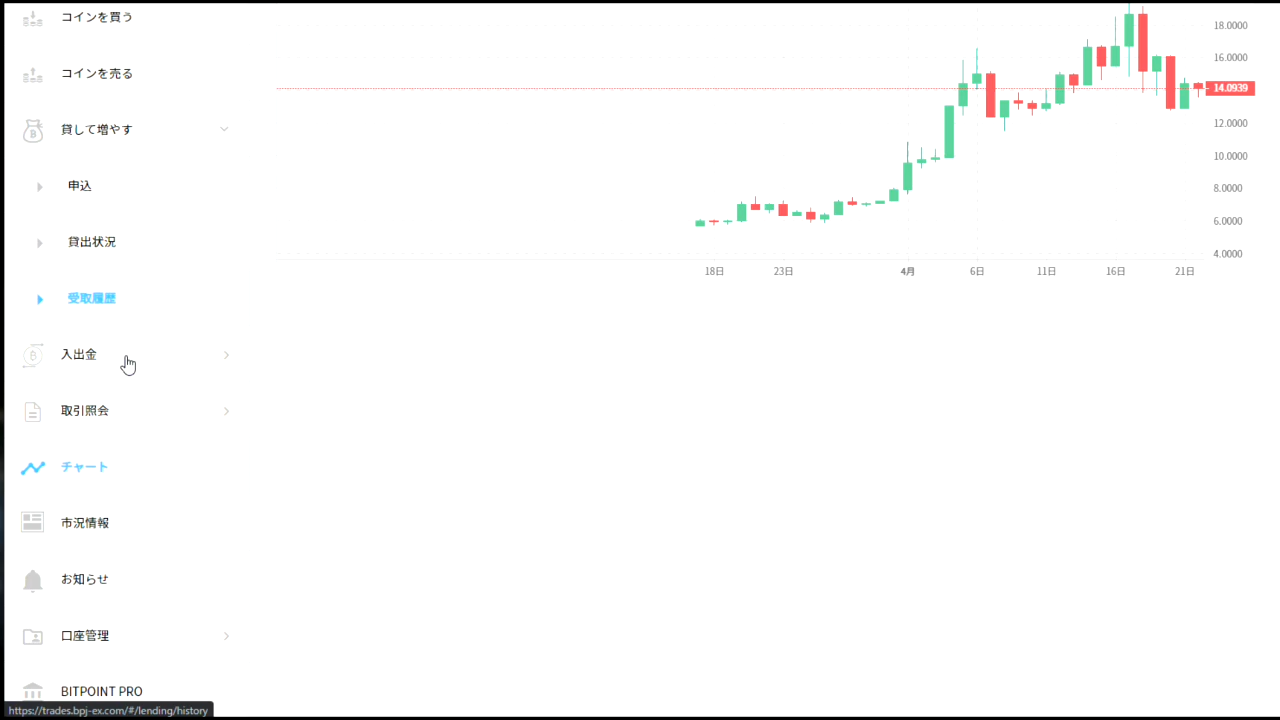 コインを買う
コインを売る
貸して増やす
申込
貸出状況
受取履歴
入出金
取引照会
チャート
市況情報
お知らせ
口座管理
BITPOINT PRO
18.0000
16.0000
14.0939
12.0000
10.0000
8.0000
6.0000
4.0000
18日 23日 4月 6日 11日 16日 21日
https://trades.bpj-ex.com/#/lending/history